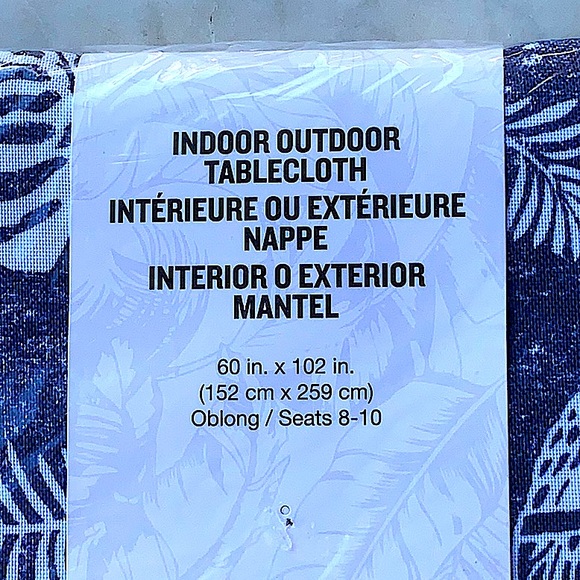 INDOOR OUTDOOR
TABLECLOTH
INTÉRIEURE OU EXTÉRIEURE
NAPPE
INTERIOR O EXTERIOR
MANTEL
60 in. x 102 in.
(152 cm x 259 cm)
Oblong / Seats 8-10